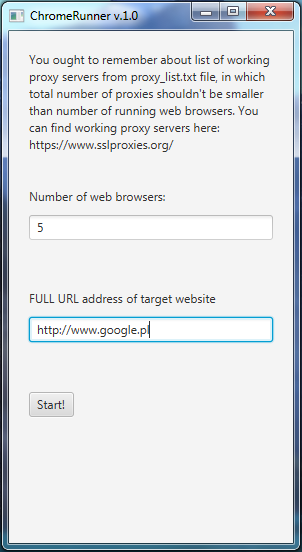 ChromeRunner v.1.0
You ought to remember about list of working
proxy servers from proxy_list.txt file, in which
total number of proxies shouldn't be smaller
than number of running web browsers. You
can find working proxy servers here:
https://www.sslproxies.org/
Number of web browsers:
5
FULL URL address of target website
http://www.google.pl
Start!